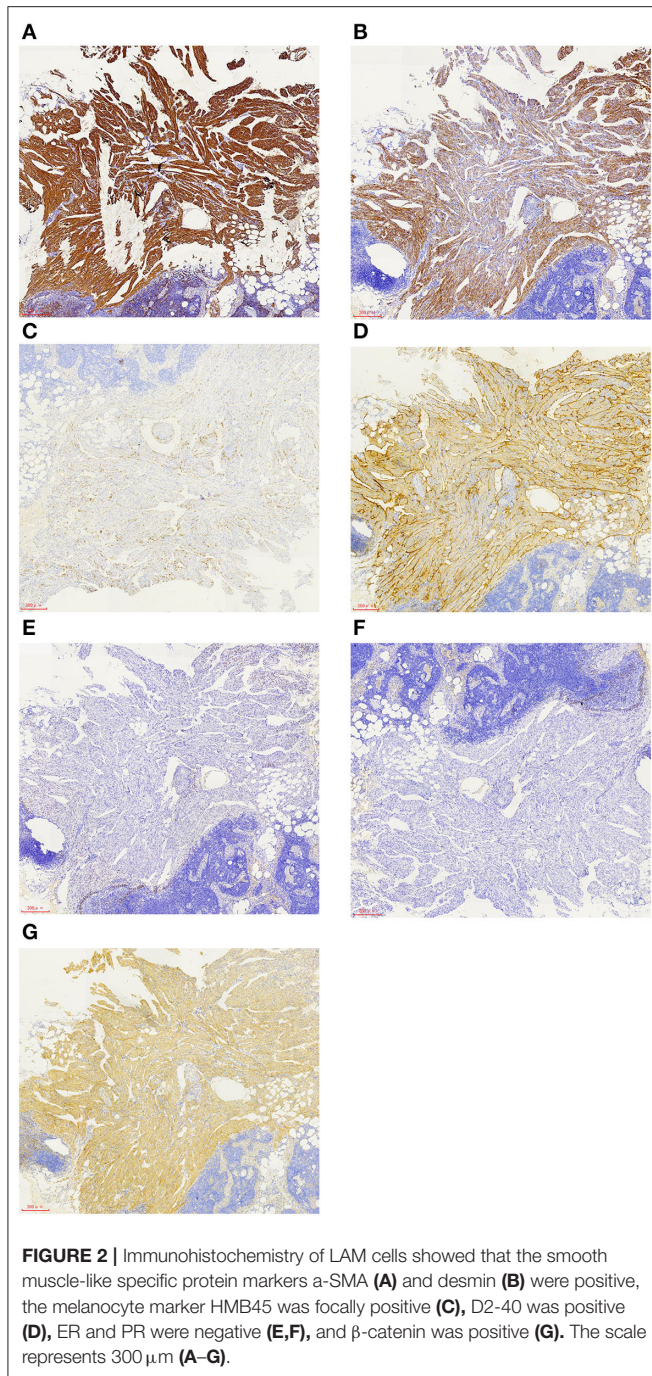 A
B
C
D
E
F
G
FIGURE 2 | Immunohistochemistry of LAM cells showed that the smooth
muscle-like specific protein markers a-SMA (A) and desmin (B) were positive,
the melanocyte marker HMB45 was focally positive (C), D2-40 was positive
(D), ER and PR were negative (E,F), and β-catenin was positive (G). The scale
represents 300 μm (A–G).